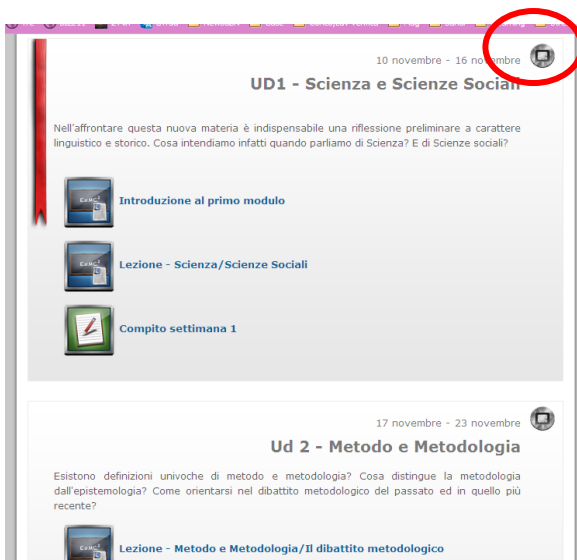 10 novembre - 16 novembre
UD1 - Scienza e Scienze Sociali
Nell'affrontare questa nuova materia è indispensabile una riflessione preliminare a carattere
linguistico e storico. Cosa intendiamo infatti quando parliamo di Scienza? E di Scienze sociali?
Introduzione al primo modulo
Lezione - Scienza/Scienze Sociali
Compito settimana 1
17 novembre - 23 novembre
Ud 2 - Metodo e Metodologia
Esistono definizioni univoche di metodo e metodologia? Cosa distingue la metodologia
dall'epistemologia? Come orientarsi nel dibattito metodologico del passato ed in quello più
recente?
Lezione - Metodo e Metodologia/Il dibattito metodologico